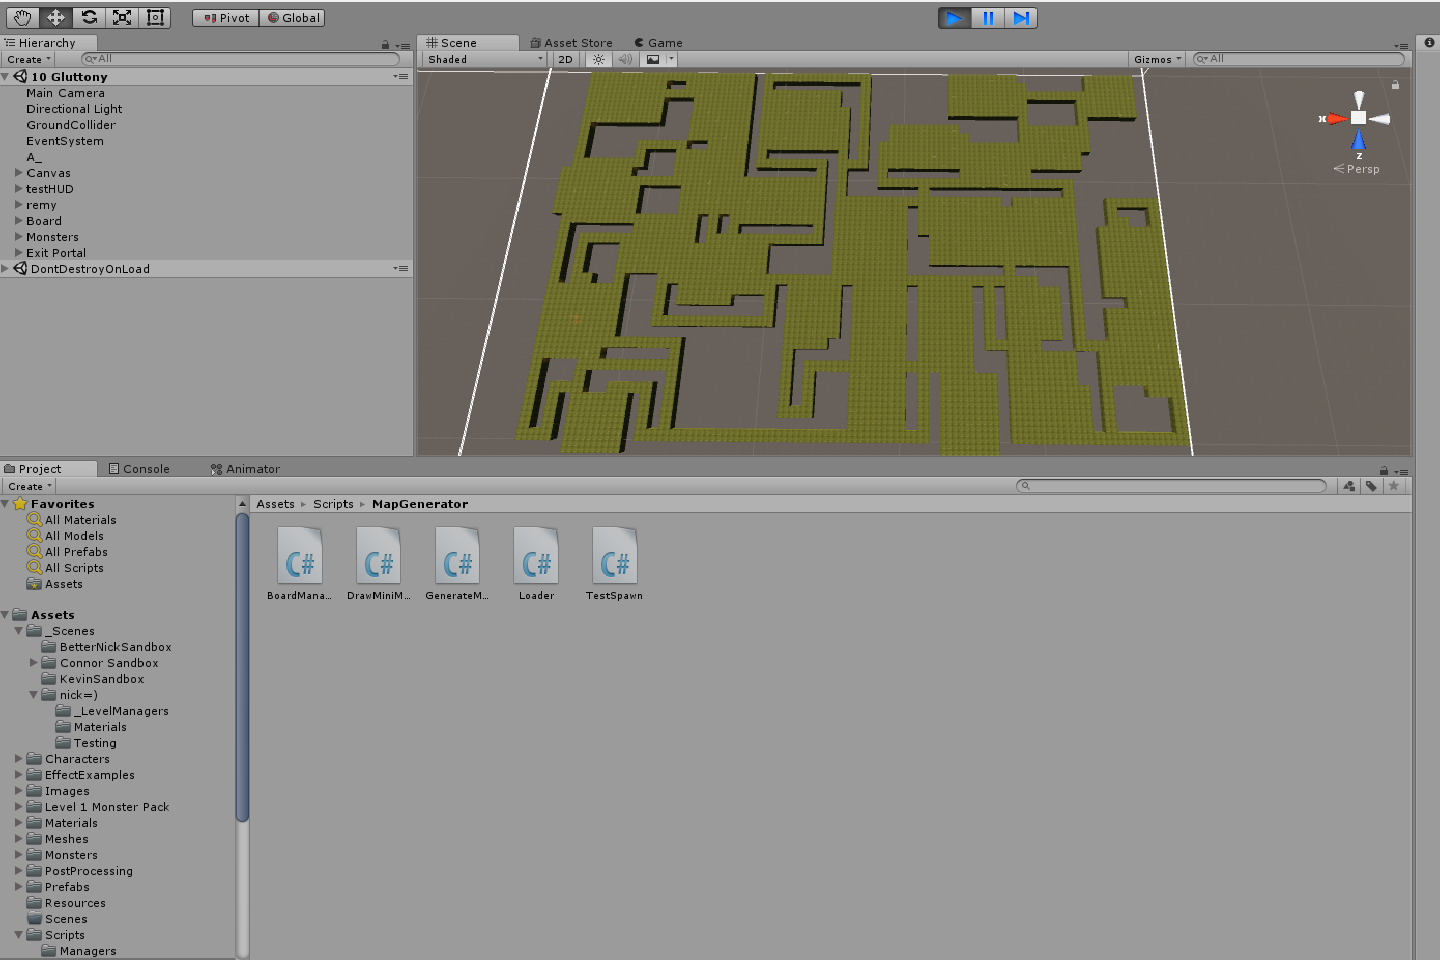 Pivot Global
Hierarchy
Create All
10 Gluttony
Main Camera
Directional Light
GroundCollider
EventSystem
A_
Canvas
testHUD
remy
Board
Monsters
Exit Portal
DontDestroyOnLoad
Scene Asset Store Game
Shaded 2D Gizmos All
x
z
Persp
Project Console Animator
Create
Favorites
All Materials
All Models
All Prefabs
All Scripts
Assets
Assets
_Scenes
BetterNickSandbox
Connor Sandbox
KevinSandbox
nick=)
_LevelManagers
Materials
Testing
Characters
EffectExamples
Images
Level 1 Monster Pack
Materials
Meshes
Monsters
PostProcessing
Prefabs
Resources
Scenes
Scripts
Managers
Assets Scripts MapGenerator
C# C# C# C# C#
BoardMana... DrawMiniM... GenerateM... Loader TestSpawn